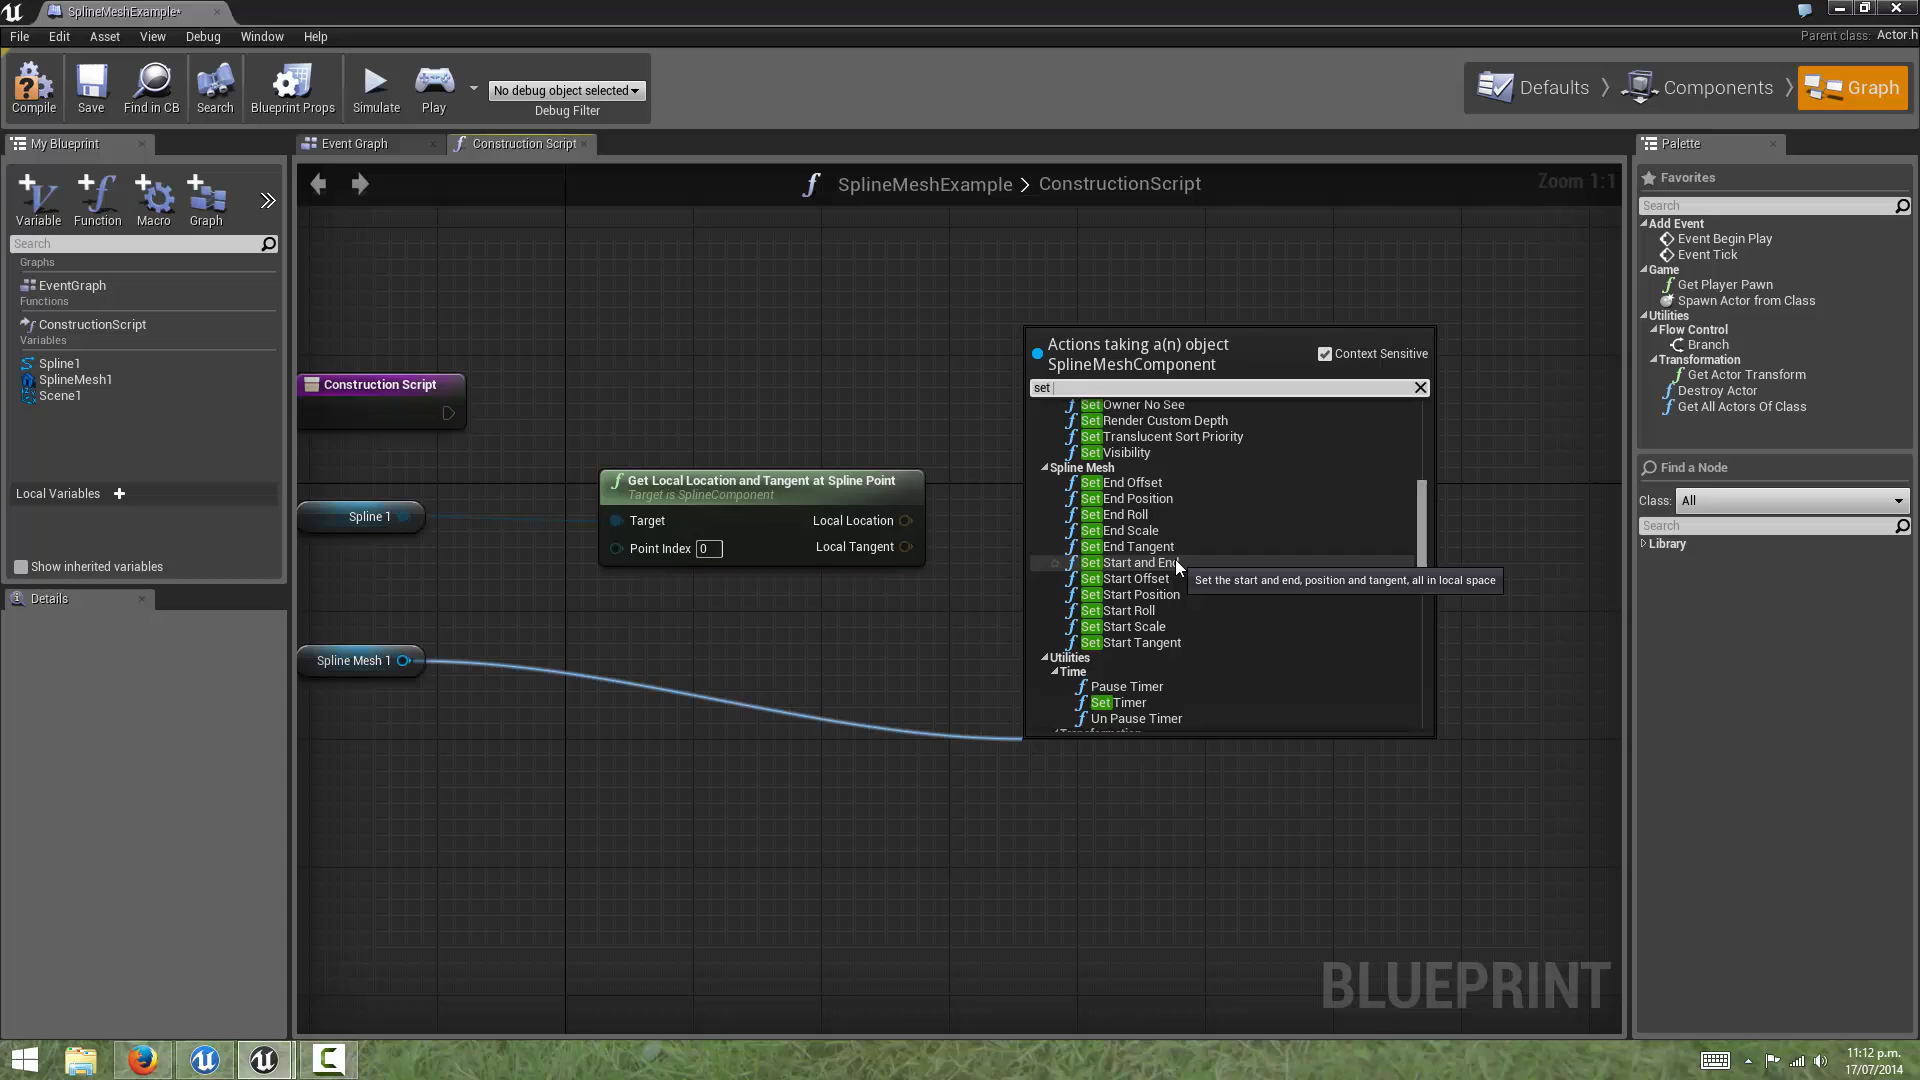 SplineMeshExample*
File Edit Asset View Debug Window Help
Parent class: Actor.h
Compile Save Find in CB Search Blueprint Props Simulate Play
No debug object selected
Debug Filter
Defaults Components Graph
My Blueprint
Event Graph
Construction Script
Palette
Variable Function Macro Graph
Search
Graphs
EventGraph
Functions
ConstructionScript
Variables
Spline1
SplineMesh1
Scene1
Local Variables
Show inherited variables
Details
SplineMeshExample > ConstructionScript
Zoom 1:1
Construction Script
Spline 1
Spline Mesh 1
Get Local Location and Tangent at Spline Point
Target is SplineComponent
Target
Local Location
Point Index 0
Local Tangent
Actions taking a(n) object
SplineMeshComponent
Context Sensitive
set
Set Owner No See
Set Render Custom Depth
Set Translucent Sort Priority
Set Visibility
Spline Mesh
Set End Offset
Set End Position
Set End Roll
Set End Scale
Set End Tangent
Set Start and End
Set Start Offset
Set Start Position
Set Start Roll
Set Start Scale
Set Start Tangent
Utilities
Time
Pause Timer
Set Timer
Un Pause Timer
Set the start and end, position and tangent, all in local space
BLUEPRINT
Favorites
Search
Add Event
Event Begin Play
Event Tick
Game
Get Player Pawn
Spawn Actor from Class
Utilities
Flow Control
Branch
Transformation
Get Actor Transform
Destroy Actor
Get All Actors Of Class
Find a Node
Class: All
Search
Library
11:12 p.m.
17/07/2014